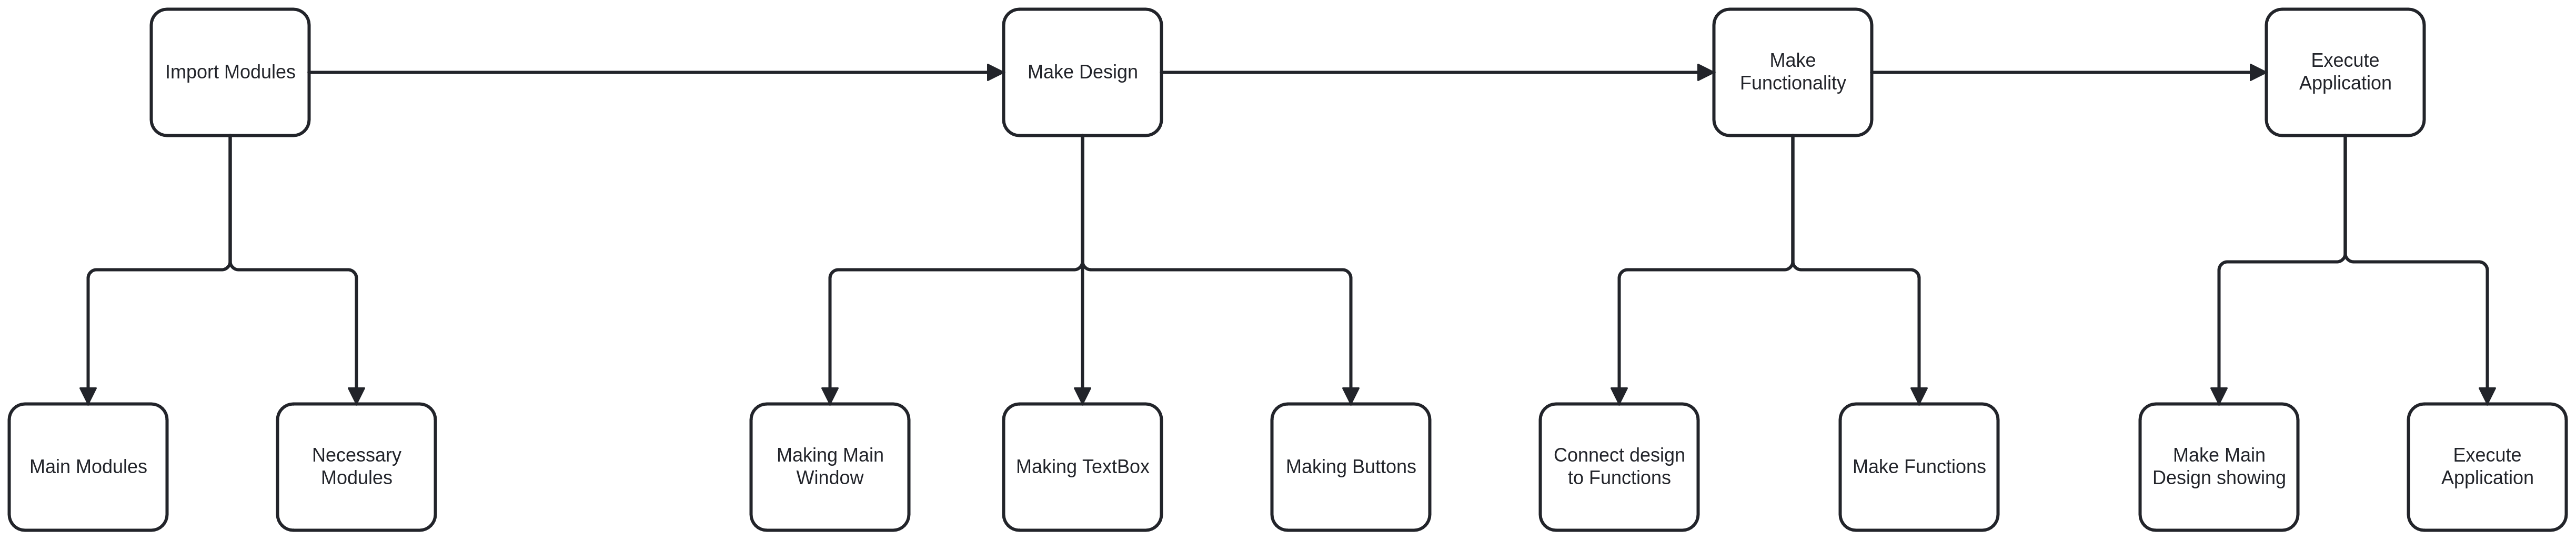 Import Modules
Make Design
Make
Functionality
Execute
Application
Main Modules
Necessary
Modules
Making Main
Window
Making TextBox
Making Buttons
Connect design
to Functions
Make Functions
Make Main
Design showing
Execute
Application